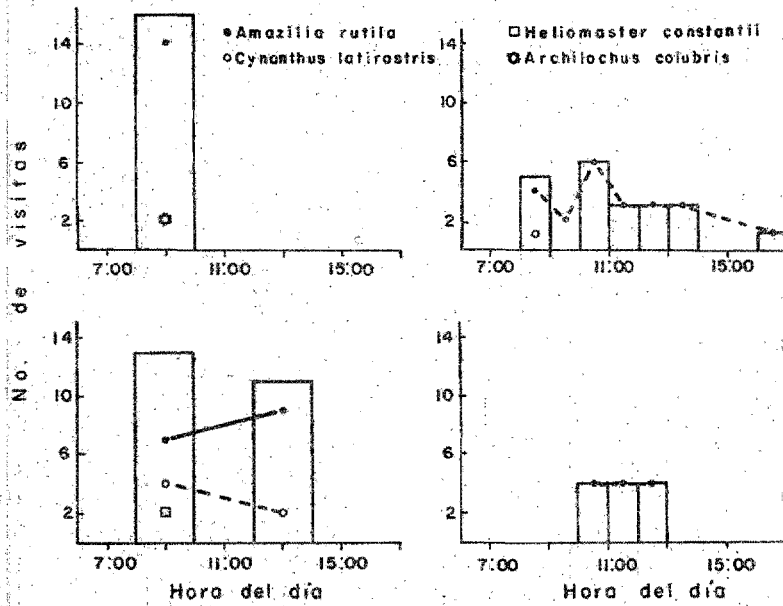 Amazilia rutila
Cynanthus latirostris
Heliomaster constantii
Archilochus colubris
No. de visitas
14
10
6
2
7:00 11:00 15:00
14
10
6
2
7:00 11:00 15:00
14
10
6
2
7:00 11:00 15:00
Hora del día
14
10
6
2
7:00 11:00 15:00
Hora del día